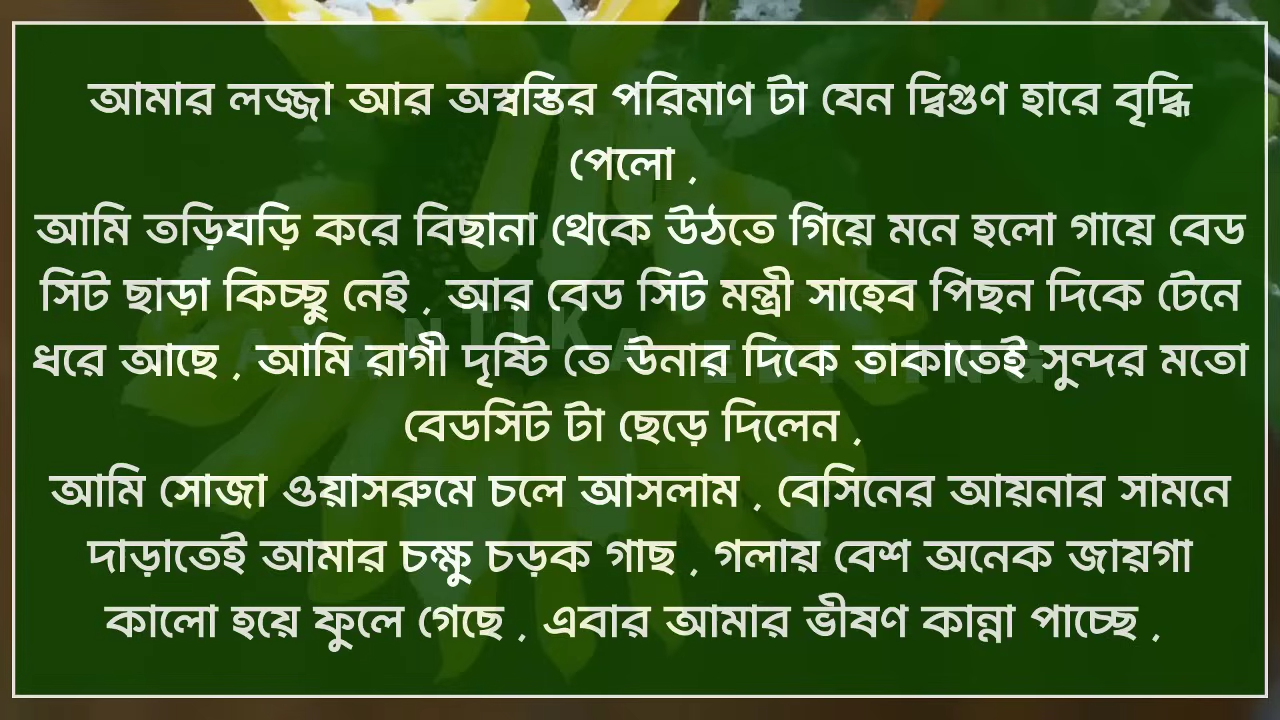 আমার লজ্জা আর অস্বস্তির পরিমাণ টা যেন দ্বিগুণ হারে বৃদ্ধি
পেলো ,
আমি তড়িঘড়ি করে বিছানা থেকে উঠতে গিয়ে মনে হলো গায়ে বেড
সিট ছাড়া কিচ্ছু নেই , আর বেড সিট মন্ত্রী সাহেব পিছন দিকে টেনে
ধরে আছে , আমি রাগী দৃষ্টি তে উনার দিকে তাকাতেই সুন্দর মতো
বেডসিট টা ছেড়ে দিলেন ,
আমি সোজা ওয়াসরুমে চলে আসলাম , বেসিনের আয়নার সামনে
দাড়াতেই আমার চক্ষু চড়ক গাছ , গলায় বেশ অনেক জায়গা
কালো হয়ে ফুলে গেছে , এবার আমার ভীষণ কান্না পাচ্ছে ,